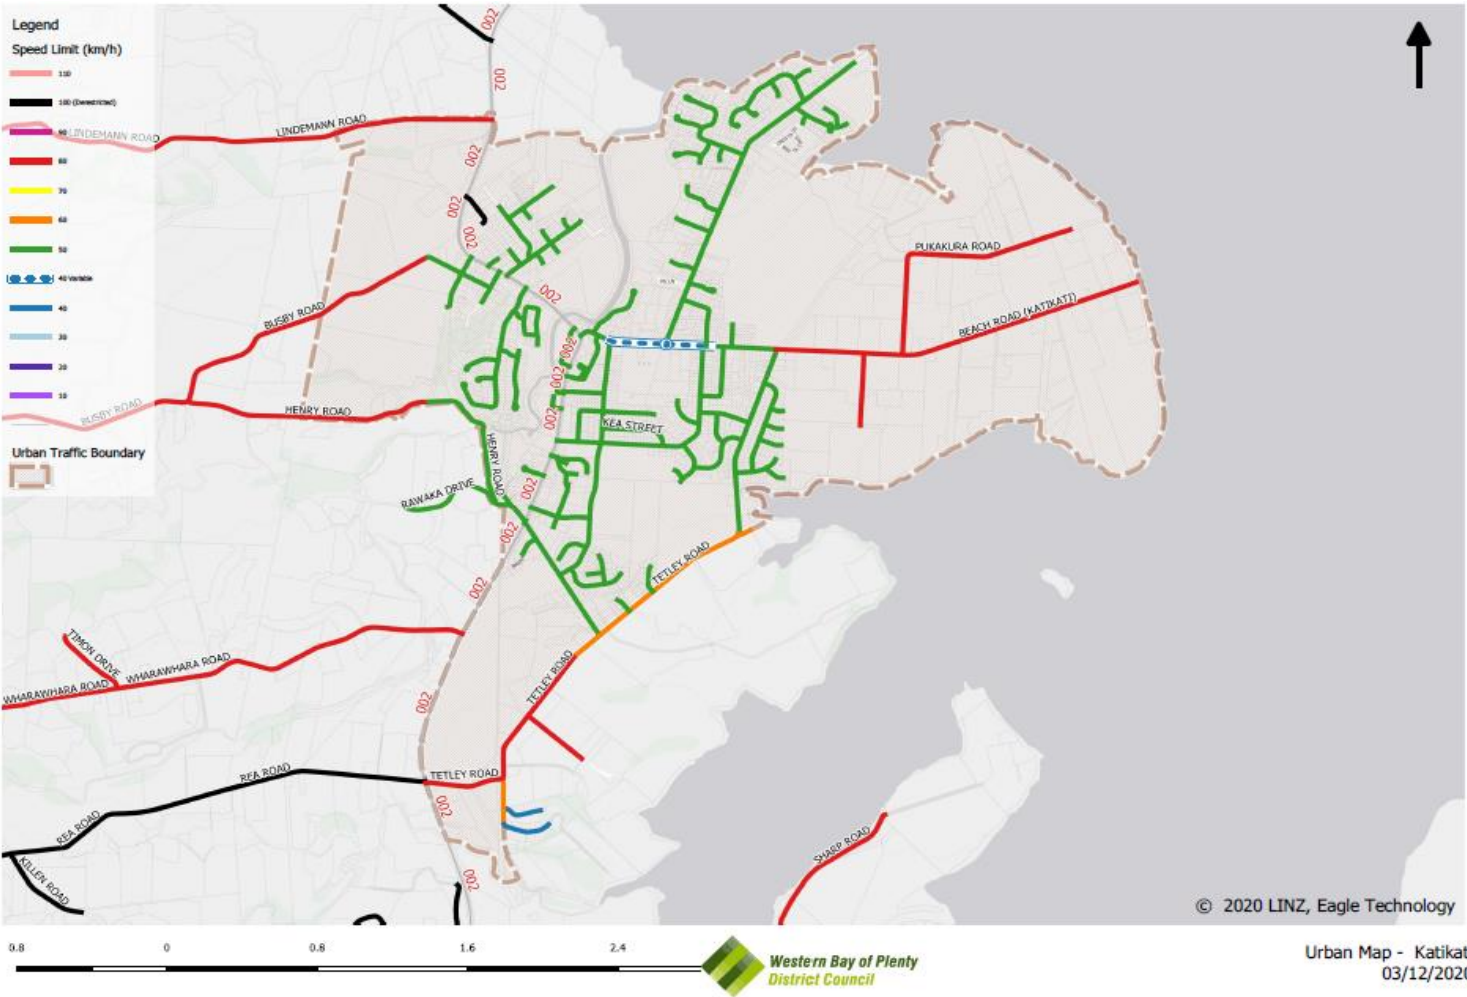 Legend
Speed Limit (km/h)
110
100 (Derestricted)
90
80
70
60
50
40 Variable
40
30
20
10
Urban Traffic Boundary
002
002
LINDEMANN ROAD
LINDEMANN ROAD
002
002
002
PUKAKURA ROAD
002
BEACH ROAD (KATIKATI)
BUSBY ROAD
002
002
BUSBY ROAD
HENRY ROAD
002
KEA STREET
HENRY ROAD
RAWAKA DRIVE
002
002
TETLEY ROAD
002
TIMON DRIVE
WHARAWHARA ROAD
WHARAWHARA ROAD
TETLEY ROAD
002
REA ROAD
TETLEY ROAD
002
REA ROAD
KILLEN ROAD
SHARP ROAD
002
© 2020 LINZ, Eagle Technology
0.8 0 0.8 1.6 2.4
Western Bay of Plenty
District Council
Urban Map - Katikat
03/12/2020